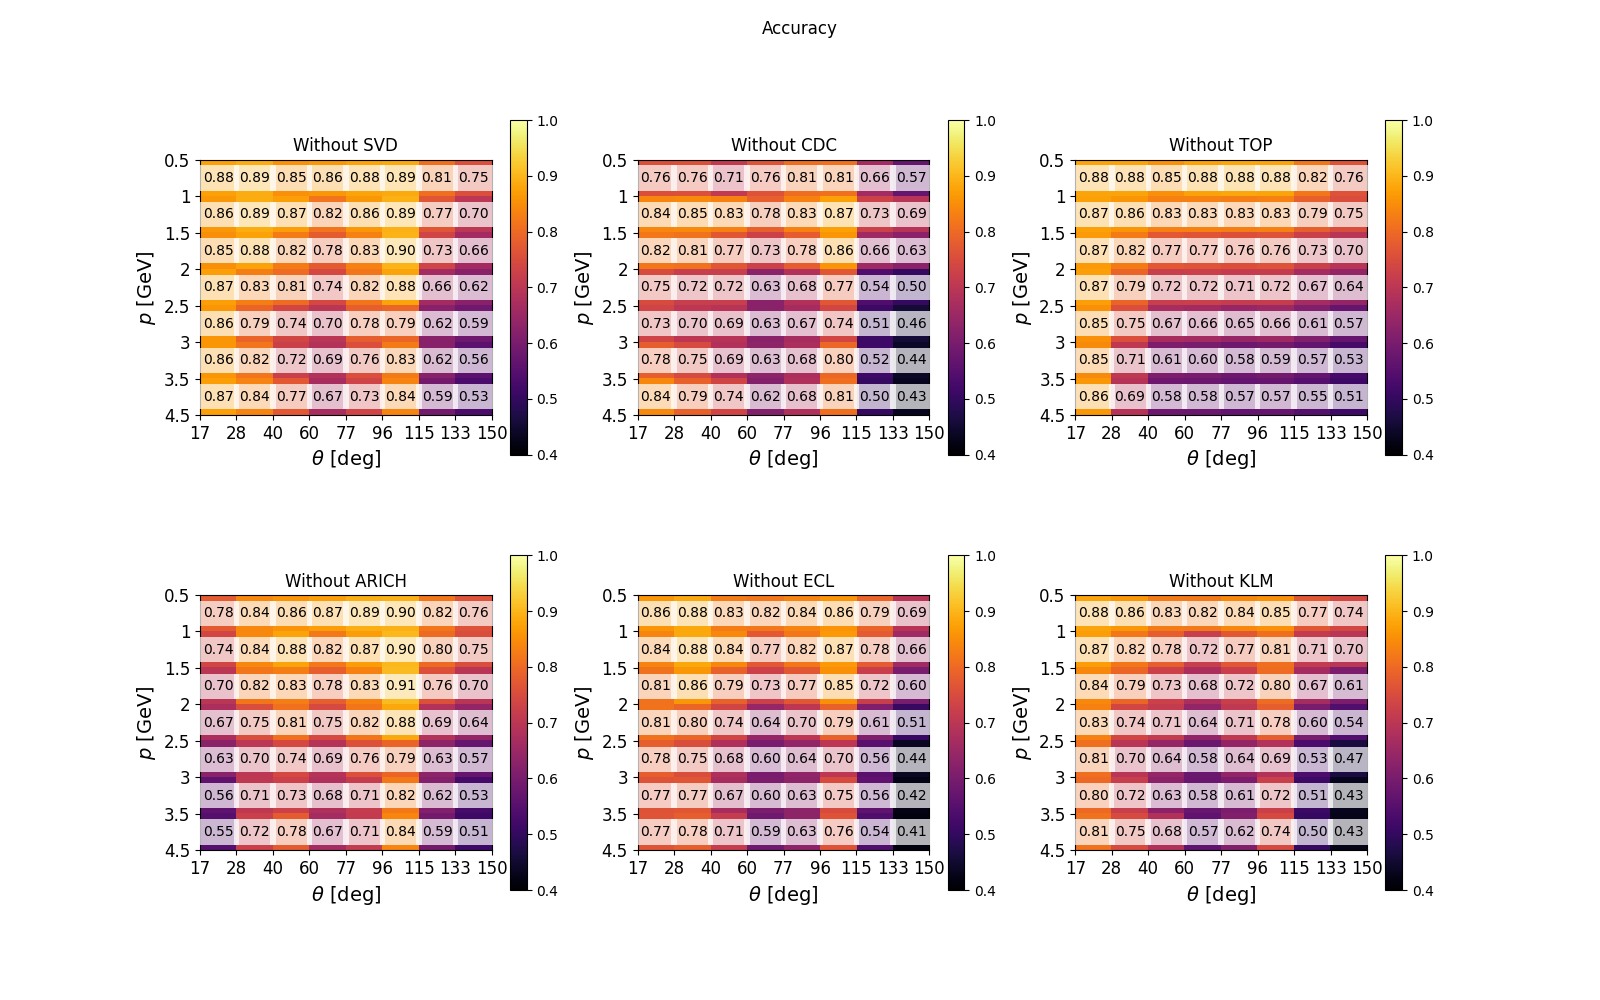 Accuracy
Without SVD
0.5
1
1.5
2
2.5
3
3.5
4.5
p [GeV]
0.88 0.89 0.85 0.86 0.88 0.89 0.81 0.75
0.86 0.89 0.87 0.82 0.86 0.89 0.77 0.70
0.85 0.88 0.82 0.78 0.83 0.90 0.73 0.66
0.87 0.83 0.81 0.74 0.82 0.88 0.66 0.62
0.86 0.79 0.74 0.70 0.78 0.79 0.62 0.59
0.86 0.82 0.72 0.69 0.76 0.83 0.62 0.56
0.87 0.84 0.77 0.67 0.73 0.84 0.59 0.53
17 28 40 60 77 96 115 133 150
θ [deg]
1.0
0.9
0.8
0.7
0.6
0.5
0.4
Without CDC
0.5
1
1.5
2
2.5
3
3.5
4.5
p [GeV]
0.76 0.76 0.71 0.76 0.81 0.81 0.66 0.57
0.84 0.85 0.83 0.78 0.83 0.87 0.73 0.69
0.82 0.81 0.77 0.73 0.78 0.86 0.66 0.63
0.75 0.72 0.72 0.63 0.68 0.77 0.54 0.50
0.73 0.70 0.69 0.63 0.67 0.74 0.51 0.46
0.78 0.75 0.69 0.63 0.68 0.80 0.52 0.44
0.84 0.79 0.74 0.62 0.68 0.81 0.50 0.43
17 28 40 60 77 96 115 133 150
θ [deg]
1.0
0.9
0.8
0.7
0.6
0.5
0.4
Without TOP
0.5
1
1.5
2
2.5
3
3.5
4.5
p [GeV]
0.88 0.88 0.85 0.88 0.88 0.88 0.82 0.76
0.87 0.86 0.83 0.83 0.83 0.83 0.79 0.75
0.87 0.82 0.77 0.77 0.76 0.76 0.73 0.70
0.87 0.79 0.72 0.72 0.71 0.72 0.67 0.64
0.85 0.75 0.67 0.66 0.65 0.66 0.61 0.57
0.85 0.71 0.61 0.60 0.58 0.59 0.57 0.53
0.86 0.69 0.58 0.58 0.57 0.57 0.55 0.51
17 28 40 60 77 96 115 133 150
θ [deg]
1.0
0.9
0.8
0.7
0.6
0.5
0.4
Without ARICH
0.5
1
1.5
2
2.5
3
3.5
4.5
p [GeV]
0.78 0.84 0.86 0.87 0.89 0.90 0.82 0.76
0.74 0.84 0.88 0.82 0.87 0.90 0.80 0.75
0.70 0.82 0.83 0.78 0.83 0.91 0.76 0.70
0.67 0.75 0.81 0.75 0.82 0.88 0.69 0.64
0.63 0.70 0.74 0.69 0.76 0.79 0.63 0.57
0.56 0.71 0.73 0.68 0.71 0.82 0.62 0.53
0.55 0.72 0.78 0.67 0.71 0.84 0.59 0.51
17 28 40 60 77 96 115 133 150
θ [deg]
1.0
0.9
0.8
0.7
0.6
0.5
0.4
Without ECL
0.5
1
1.5
2
2.5
3
3.5
4.5
p [GeV]
0.86 0.88 0.83 0.82 0.84 0.86 0.79 0.69
0.84 0.88 0.84 0.77 0.82 0.87 0.78 0.66
0.81 0.86 0.79 0.73 0.77 0.85 0.72 0.60
0.81 0.80 0.74 0.64 0.70 0.79 0.61 0.51
0.78 0.75 0.68 0.60 0.64 0.70 0.56 0.44
0.77 0.77 0.67 0.60 0.63 0.75 0.56 0.42
0.77 0.78 0.71 0.59 0.63 0.76 0.54 0.41
17 28 40 60 77 96 115 133 150
θ [deg]
1.0
0.9
0.8
0.7
0.6
0.5
0.4
Without KLM
0.5
1
1.5
2
2.5
3
3.5
4.5
p [GeV]
0.88 0.86 0.83 0.82 0.84 0.85 0.77 0.74
0.87 0.82 0.78 0.72 0.77 0.81 0.71 0.70
0.84 0.79 0.73 0.68 0.72 0.80 0.67 0.61
0.83 0.74 0.71 0.64 0.71 0.78 0.60 0.54
0.81 0.70 0.64 0.58 0.64 0.69 0.53 0.47
0.80 0.72 0.63 0.58 0.61 0.72 0.51 0.43
0.81 0.75 0.68 0.57 0.62 0.74 0.50 0.43
17 28 40 60 77 96 115 133 150
θ [deg]
1.0
0.9
0.8
0.7
0.6
0.5
0.4